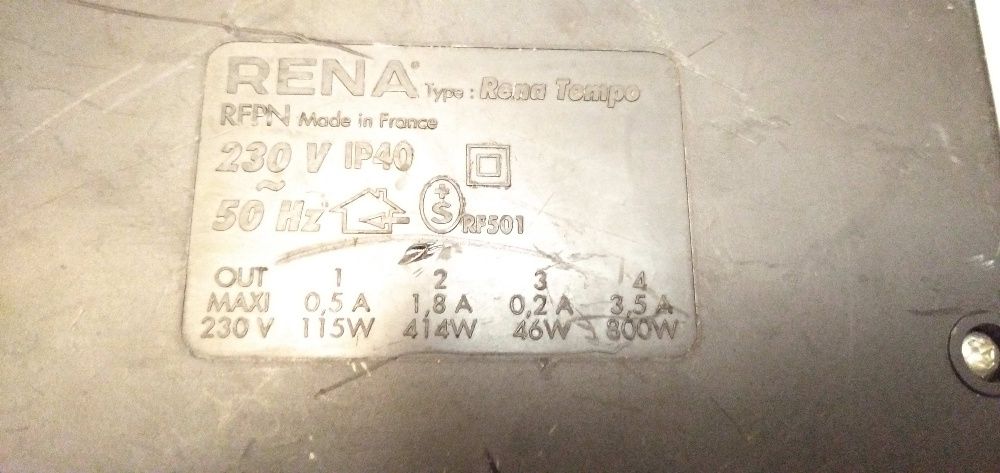 RENA Type : Rena Tempo
RFPN Made in France
230 V IP40
~
50 Hz +S RF501
OUT 1 2 3 4
MAXI 0,5 A 1,8 A 0,2 A 3,5 A
230 V 115W 414W 46W 800W